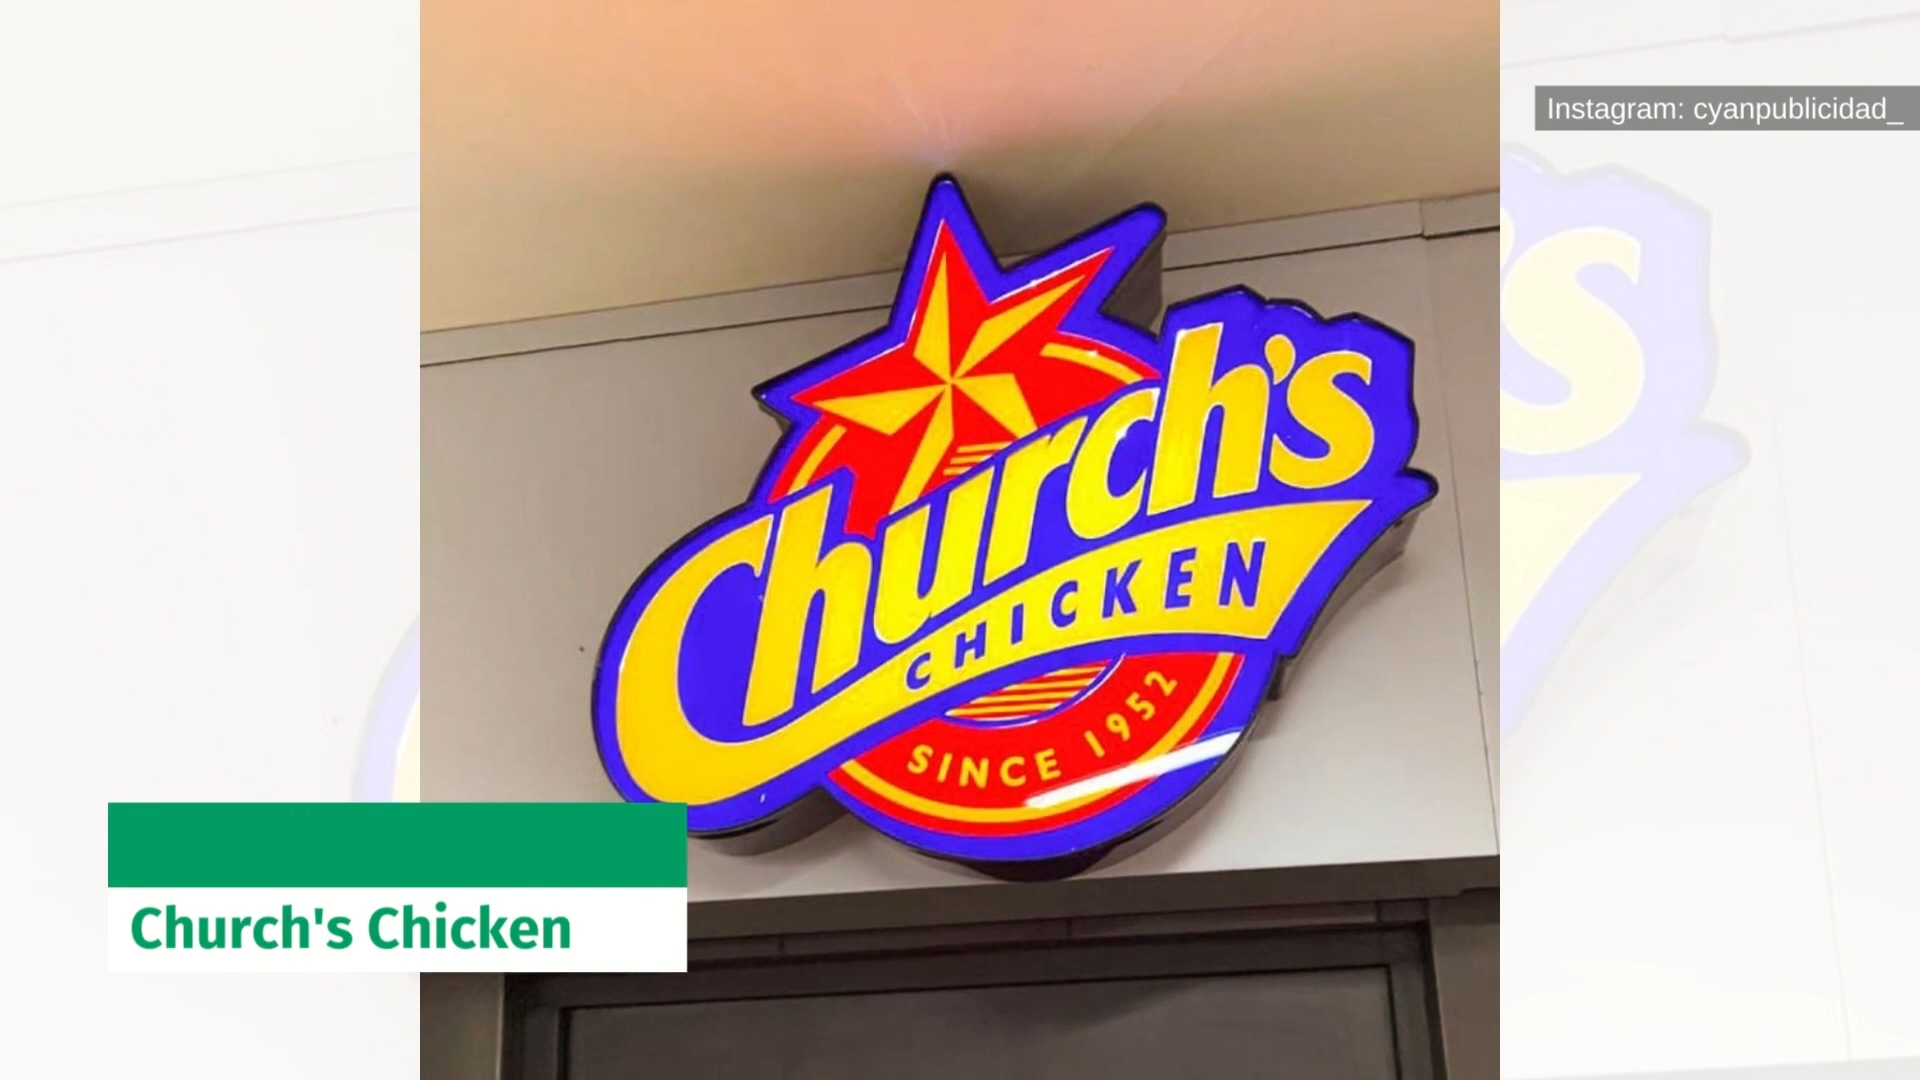 Instagram: cyanpublicidad_
Church's
CHICKEN
SINCE 1952
Church's Chicken